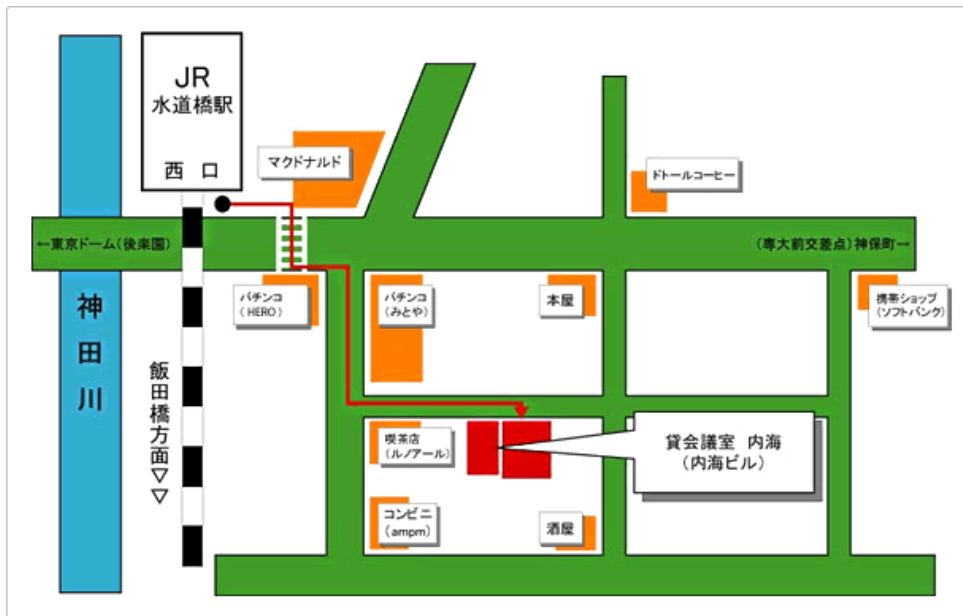 JR
水道橋駅
西 口
マクドナルド
ドトールコーヒー
←東京ドーム(後楽園)
(専大前交差点)神保町→
パチンコ
(HERO)
パチンコ
(みとや)
本屋
携帯ショップ
(ソフトバンク)
神田川
飯田橋方面▽▽
喫茶店
(ルノアール)
貸会議室 内海
(内海ビル)
コンビニ
(ampm)
酒屋